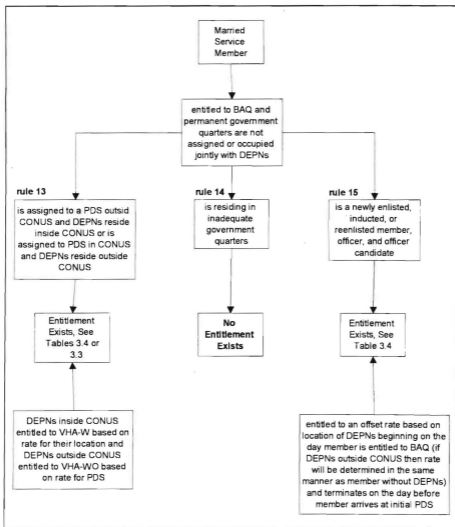 Married
Service
Member
entitled to BAQ and
permanent government
quarters are not
assigned or occupied
jointly with DEPNs
rule 13
is assigned to a PDS outsid
CONUS and DEPNs reside
inside CONUS or is
assigned to PDS in CONUS
and DEPNs reside outside
CONUS
rule 14
is residing in
inadequate
government
quarters
rule 15
is a newly enlisted,
inducted, or
reenlisted member,
officer, and officer
candidate
Entitlement
Exists, See
Tables 3.4 or
3.3
No
Entitlement
Exists
Entitlement
Exists, See
Table 3.4
DEPNs inside CONUS
entitled to VHA-W based on
rate for their location and
DEPNs outside CONUS
entitled to VHA-WO based
on rate for PDS
entitled to an offset rate based on
location of DEPNs beginning on the
day member is entitled to BAQ (if
DEPNs outside CONUS then rate
will be determined in the same
manner as member without DEPNs)
and terminates on the day before
member arrives at initial PDS